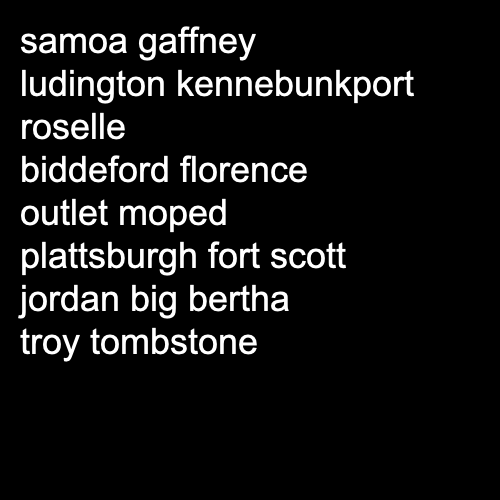 samoa gaffney
ludington kennebunkport
roselle
biddeford florence
outlet moped
plattsburgh fort scott
jordan big bertha
troy tombstone